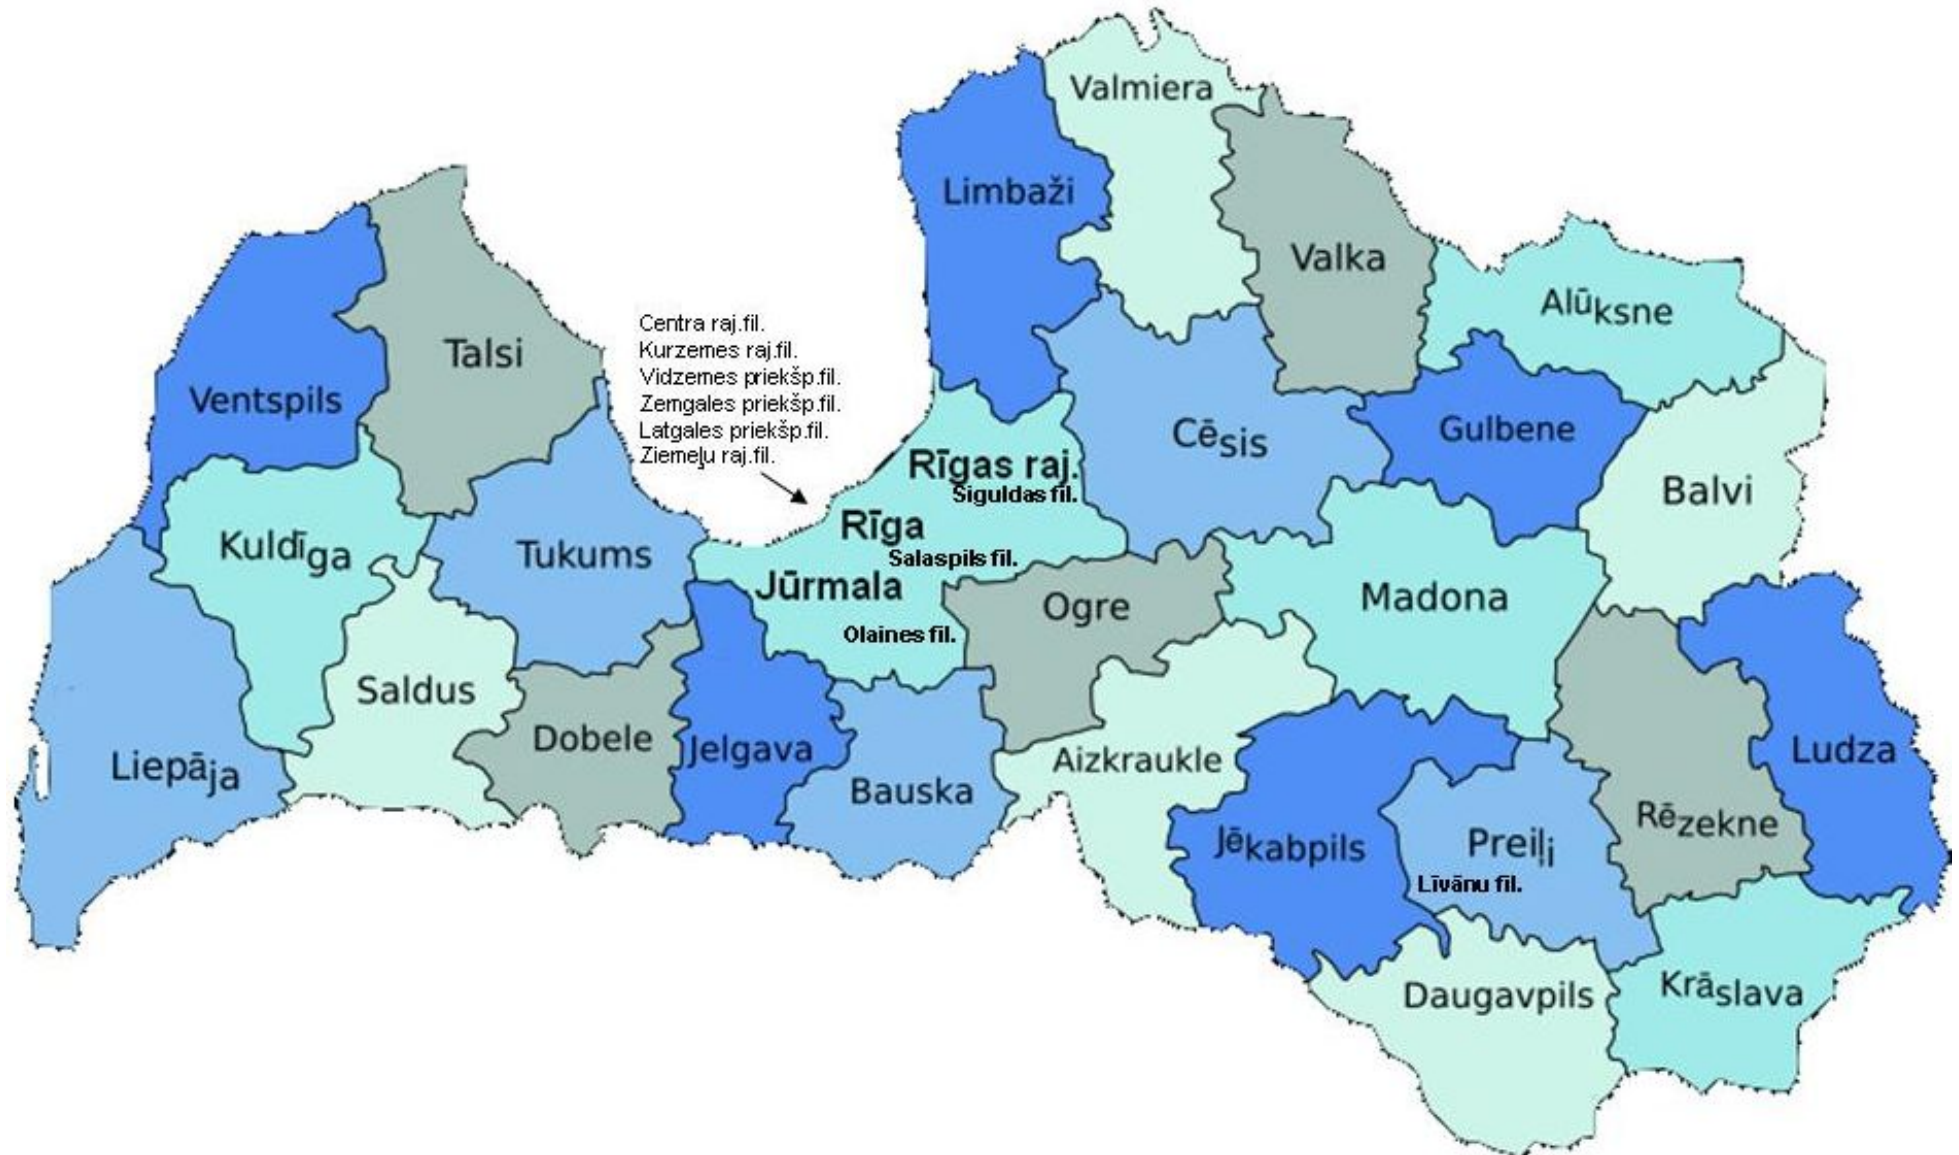 Valmiera
Limbaži
Valka
Alūksne
Centra raj.fil.
Kurzemes raj.fil.
Vidzemes priekšp.fil.
Zemgales priekšp.fil.
Latgales priekšp.fil.
Ziemeļu raj.fil.
Talsi
Ventspils
Cēsis
Gulbene
Rīgas raj.
Siguldas fil.
Balvi
Rīga
Salaspils fil.
Kuldīga
Tukums
Jūrmala
Olaines fil.
Ogre
Madona
Saldus
Dobele
Jelgava
Liepāja
Bauska
Aizkraukle
Ludza
Rēzekne
Jēkabpils
Preiļi
Līvānu fil.
Daugavpils
Krāslava